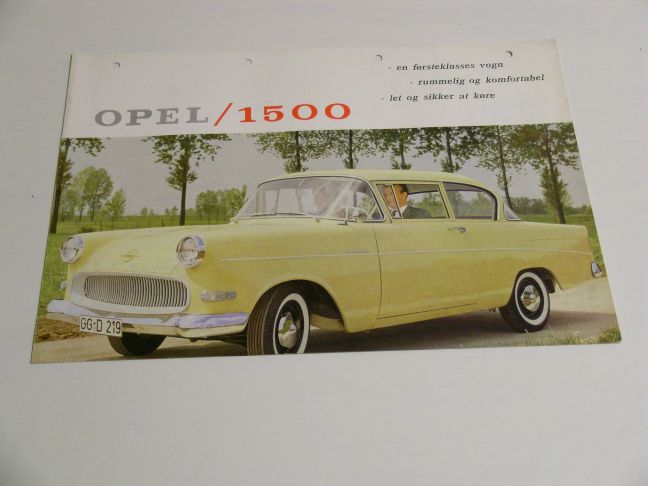 - en førsteklasses vogn
- rummelig og komfortabel
- let og sikker at køre
OPEL/1500
GG-D 219